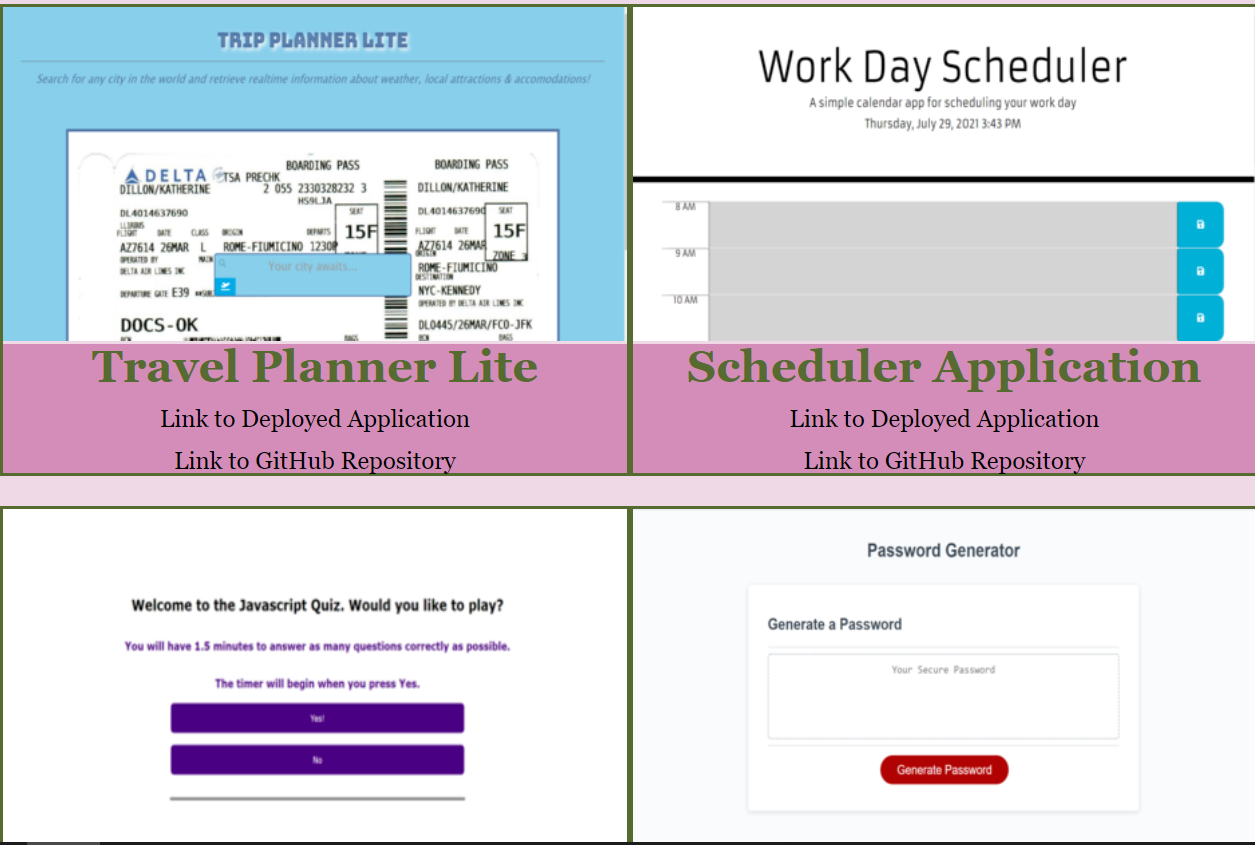 TRIP PLANNER LITE
Search for any city in the world and retrieve realtime information about weather, local attractions & accomodations!
DELTA TSA PRECHK BOARDING PASS
DILLON/KATHERINE 2 055 2330328232 3
HS9LJA
DL4014637690 SEAT
FLIGHT DATE CLASS ORIGIN DEPARTS 15F
AZ7614 26MAR L ROME-FIUMICINO 1230P
OPERATED BY MAIN
DELTA AIR LINES INC
Your city awaits...
DEPARTURE GATE E39
DOCS-OK
BAGS
BOARDING PASS
DILLON/KATHERINE
DL4014637690 SEAT
FLIGHT DATE 15F
AZ7614 26MAR
ORIGIN ZONE 3
ROME-FIUMICINO
DESTINATION
NYC-KENNEDY
OPERATED BY DELTA AIR LINES INC
DL0445/26MAR/FCO-JFK
BAGS
Travel Planner Lite
Link to Deployed Application
Link to GitHub Repository
Work Day Scheduler
A simple calendar app for scheduling your work day
Thursday, July 29, 2021 3:43 PM
8 AM
9 AM
10 AM
Scheduler Application
Link to Deployed Application
Link to GitHub Repository
Welcome to the Javascript Quiz. Would you like to play?
You will have 1.5 minutes to answer as many questions correctly as possible.
The timer will begin when you press Yes.
Yes!
No
Password Generator
Generate a Password
Your Secure Password
Generate Password